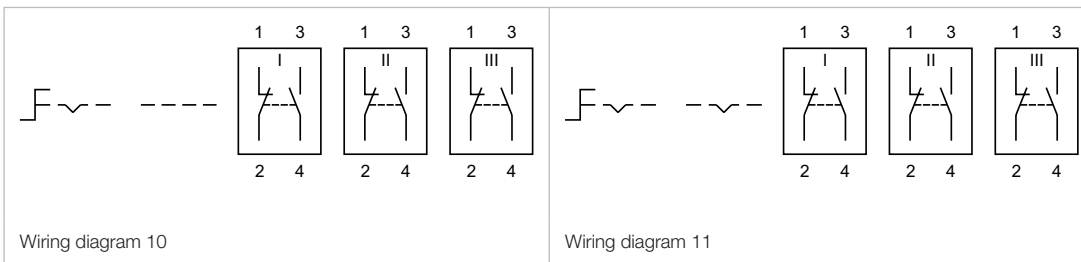 1 3 1 3 1 3
I II III
2 4 2 4 2 4
Wiring diagram 10
1 3 1 3 1 3
I II III
2 4 2 4 2 4
Wiring diagram 11